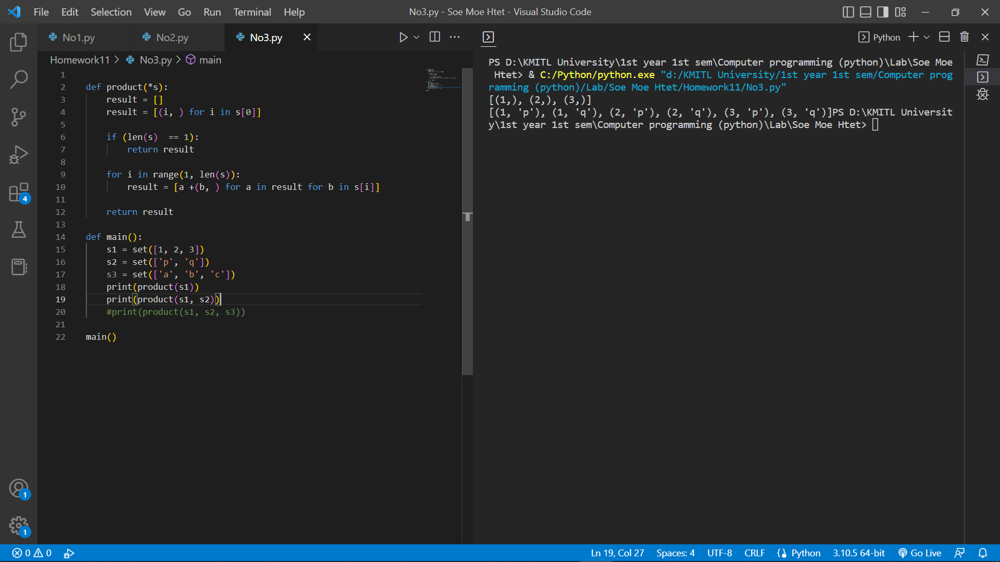 File Edit Selection View Go Run Terminal Help No3.py - Soe Moe Htet - Visual Studio Code
No1.py No2.py No3.py
Python
Homework11 > No3.py > main
1
2 def product(*s):
3     result = []
4     result = [(i, ) for i in s[0]]
5
6     if (len(s)  == 1):
7         return result
8
9     for i in range(1, len(s)):
10         result = [a +(b, ) for a in result for b in s[i]]
11
12     return result
13
14 def main():
15     s1 = set([1, 2, 3])
16     s2 = set(['p', 'q'])
17     s3 = set(['a', 'b', 'c'])
18     print(product(s1))
19     print(product(s1, s2))
20     #print(product(s1, s2, s3))
21
22 main()
PS D:\KMITL University\1st year 1st sem\Computer programming (python)\Lab\Soe Moe
 Htet> & C:/Python/python.exe "d:/KMITL University/1st year 1st sem/Computer prog
ramming (python)/Lab/Soe Moe Htet/Homework11/No3.py"
[(1,), (2,), (3,)]
[(1, 'p'), (1, 'q'), (2, 'p'), (2, 'q'), (3, 'p'), (3, 'q')]PS D:\KMITL Universit
y\1st year 1st sem\Computer programming (python)\Lab\Soe Moe Htet>
4
1
1
0 0 Ln 19, Col 27 Spaces: 4 UTF-8 CRLF Python 3.10.5 64-bit Go Live